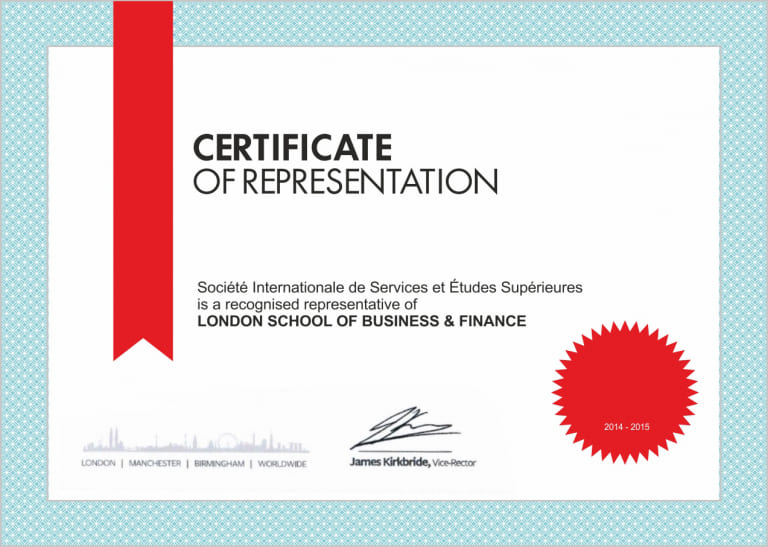 CERTIFICATE
OF REPRESENTATION
Société Internationale de Services et Études Supérieures
is a recognised representative of
LONDON SCHOOL OF BUSINESS & FINANCE
2014 - 2015
LONDON | MANCHESTER | BIRMINGHAM | WORLDWIDE
James Kirkbride, Vice-Rector